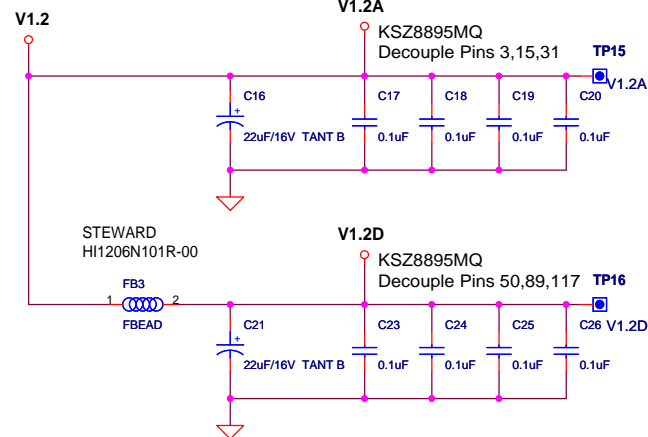 V1.2
V1.2A
KSZ8895MQ
Decouple Pins 3,15,31
TP15
V1.2A
C16
C17
C18
C19
C20
22uF/16V TANT B
0.1uF
0.1uF
0.1uF
0.1uF
STEWARD
HI1206N101R-00
V1.2D
KSZ8895MQ
Decouple Pins 50,89,117
TP16
FB3
1
2
FBEAD
V1.2D
C21
C23
C24
C25
C26
22uF/16V TANT B
0.1uF
0.1uF
0.1uF
0.1uF